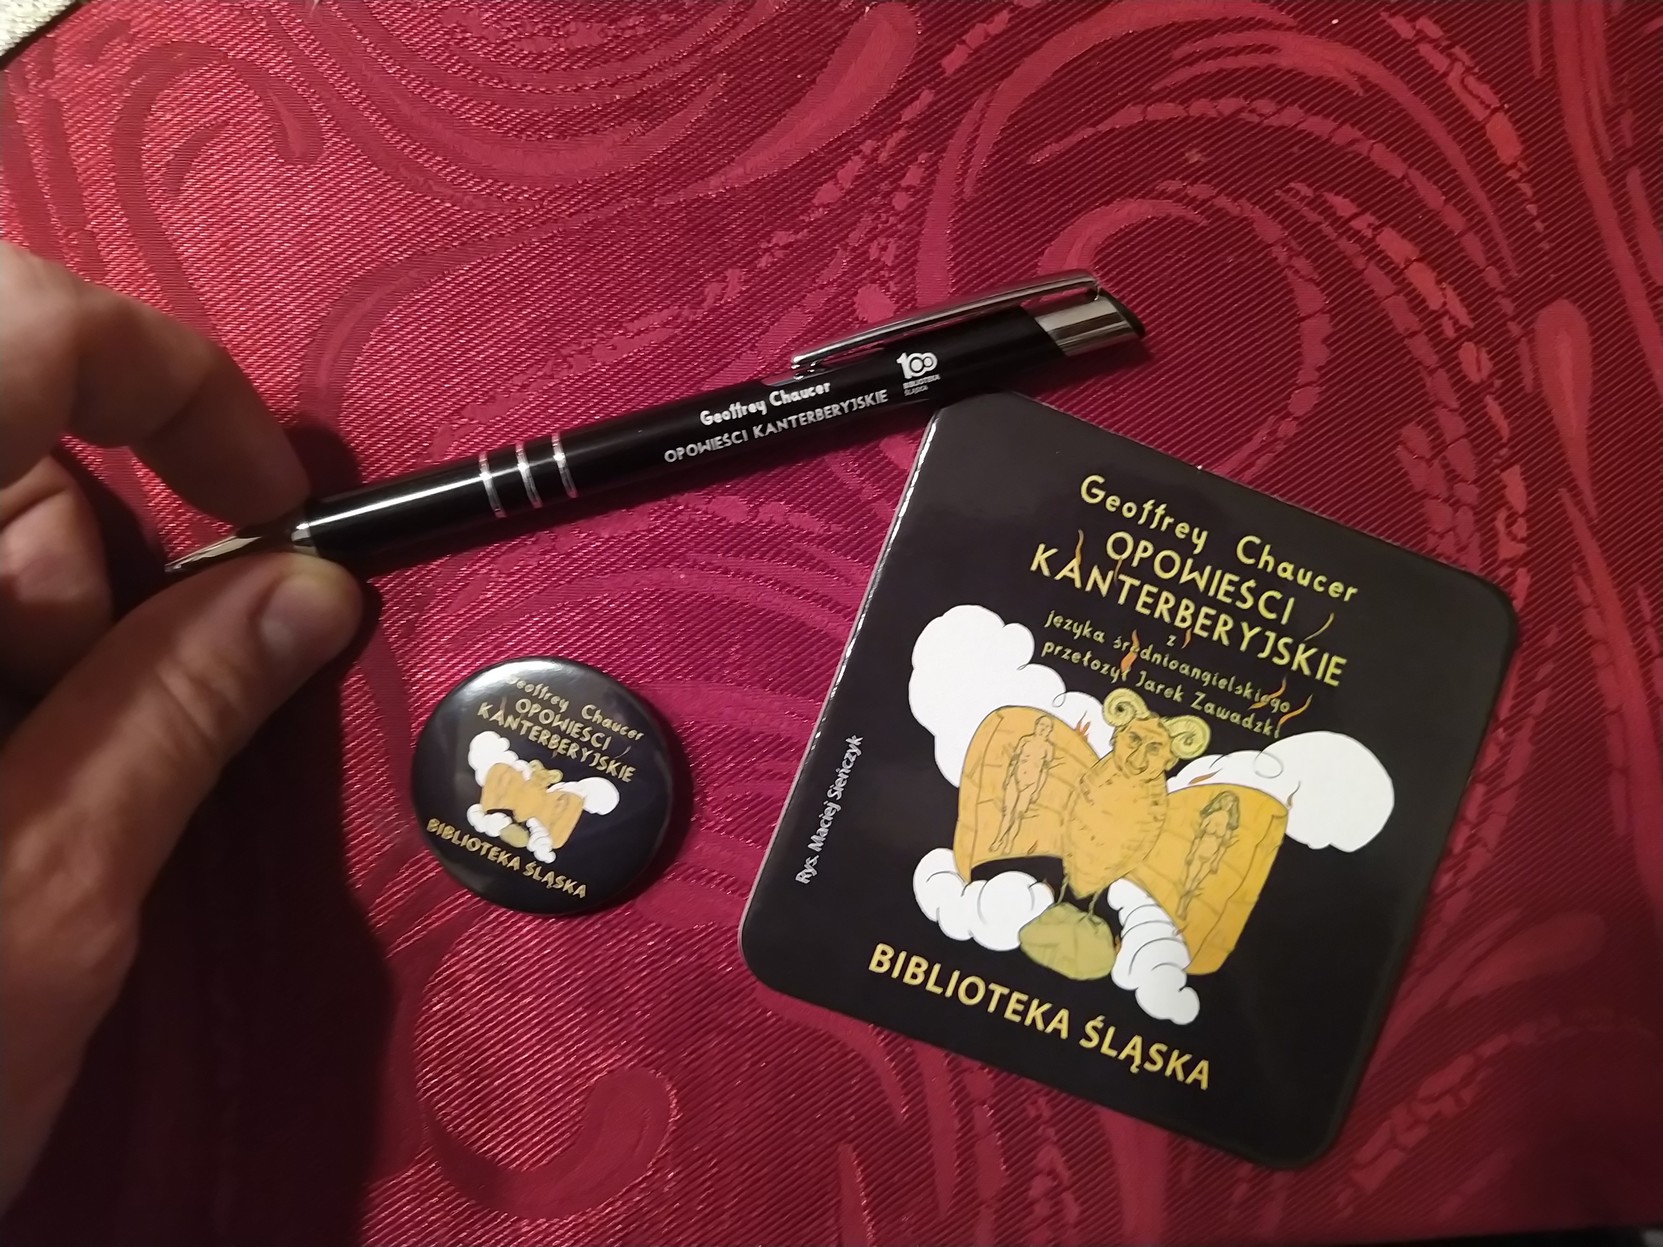 Geoffrey Chaucer
OPOWIEŚCI KANTERBERYJSKIE
100
BIBLIOTEKA
ŚLĄSKA
Geoffrey Chaucer
OPOWIEŚCI
KANTERBERYJSKIE
BIBLIOTEKA ŚLĄSKA
Geoffrey Chaucer
OPOWIEŚCI
KANTERBERYJSKIE
z
języka średnioangielskiego
przełożył Jarek Zawadzki
Rys. Maciej Sieńczyk
BIBLIOTEKA ŚLĄSKA